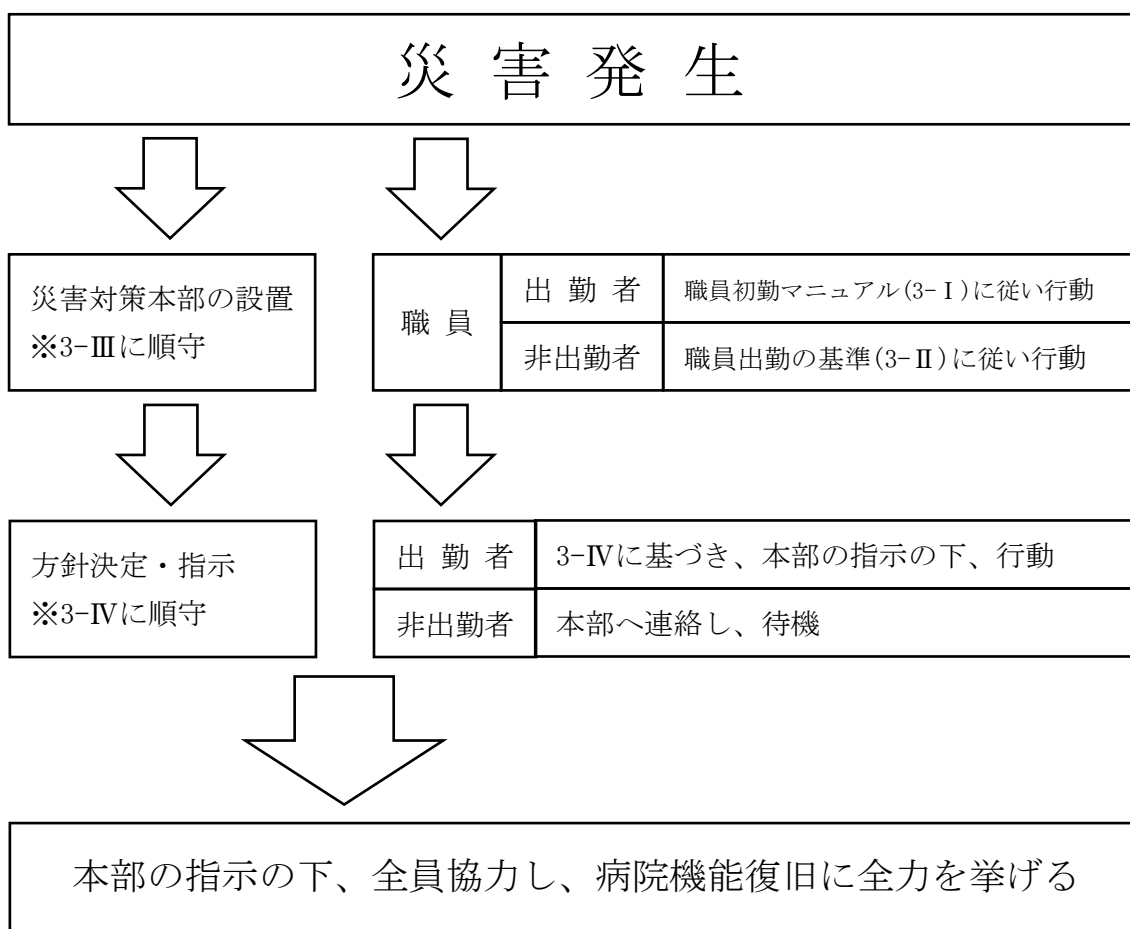 災害発生
災害対策本部の設置
※3-Ⅲに順守
職員
出勤者
職員初勤マニュアル(3-Ⅰ)に従い行動
非出勤者
職員出勤の基準(3-Ⅱ)に従い行動
方針決定・指示
※3-Ⅳに順守
出勤者
3-Ⅳに基づき、本部の指示の下、行動
非出勤者
本部へ連絡し、待機
本部の指示の下、全員協力し、病院機能復旧に全力を挙げる